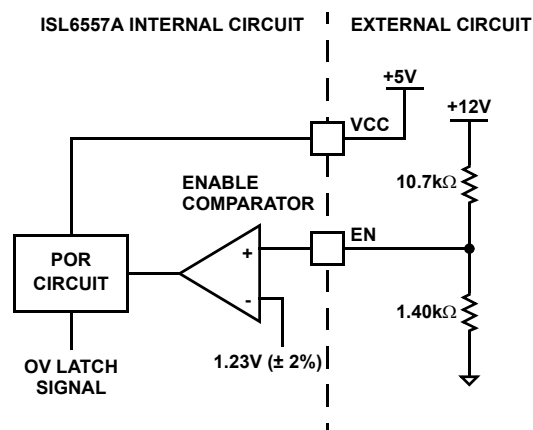 ISL6557A INTERNAL CIRCUIT
EXTERNAL CIRCUIT
+5V
+12V
VCC
10.7kΩ
ENABLE
COMPARATOR
EN
+
POR
CIRCUIT
-
1.40kΩ
1.23V (± 2%)
OV LATCH
SIGNAL